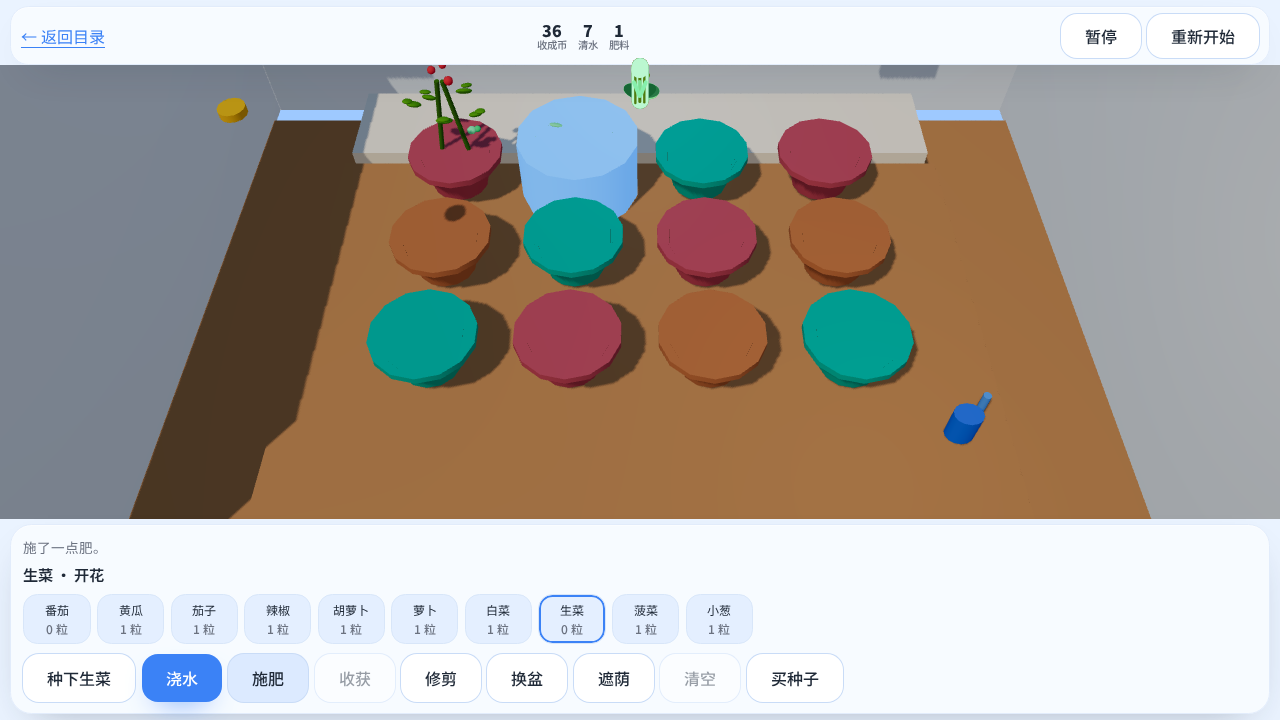 ← 返回目录
36 7 1
收成币 清水 肥料
暂停 重新开始
施了一点肥。
生菜 · 开花
番茄 黄瓜 茄子 辣椒 胡萝卜 萝卜 白菜 生菜 菠菜 小葱
0 粒 1 粒 1 粒 1 粒 1 粒 1 粒 1 粒 0 粒 1 粒 1 粒
种下生菜 浇水 施肥 收获 修剪 换盆 遮荫 清空 买种子